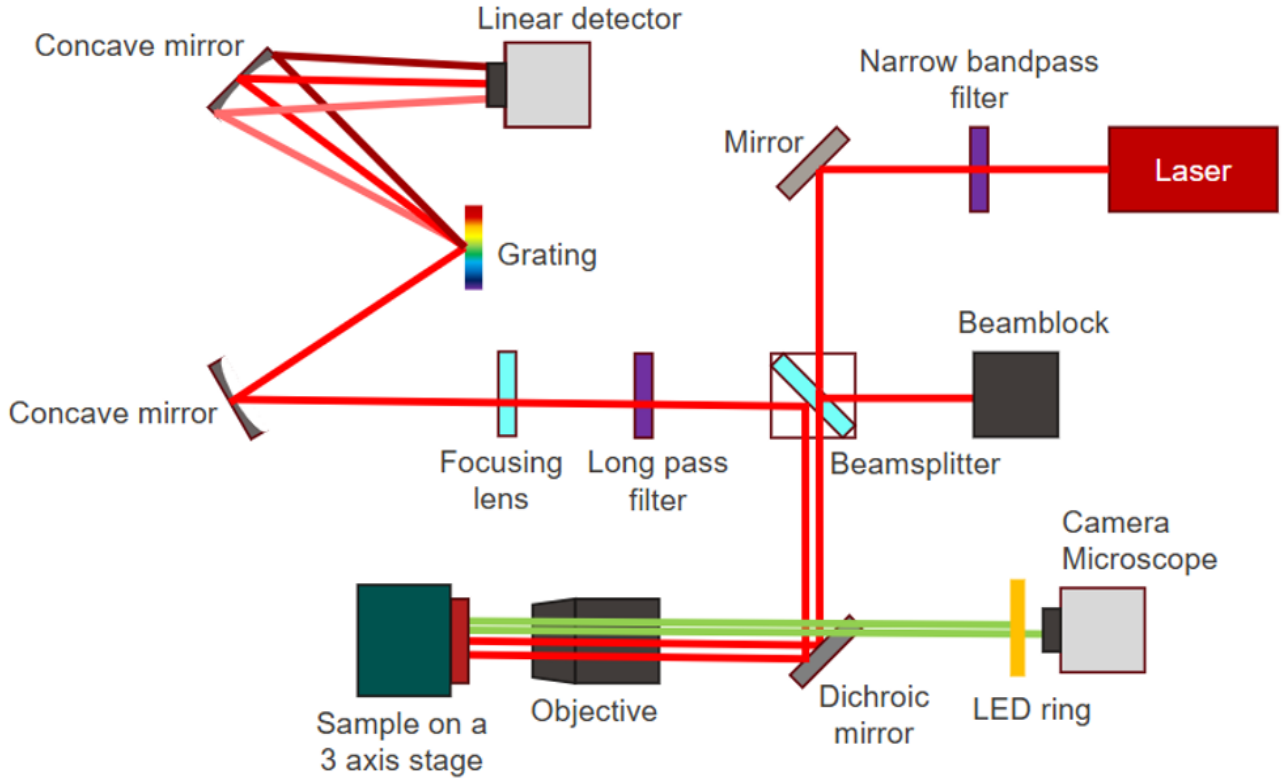 Linear detector
Concave mirror
Narrow bandpass
filter
Mirror
Laser
Grating
Beamblock
Concave mirror
Focusing
lens
Long pass
filter
Beamsplitter
Camera
Microscope
Sample on a
3 axis stage
Objective
Dichroic
mirror
LED ring